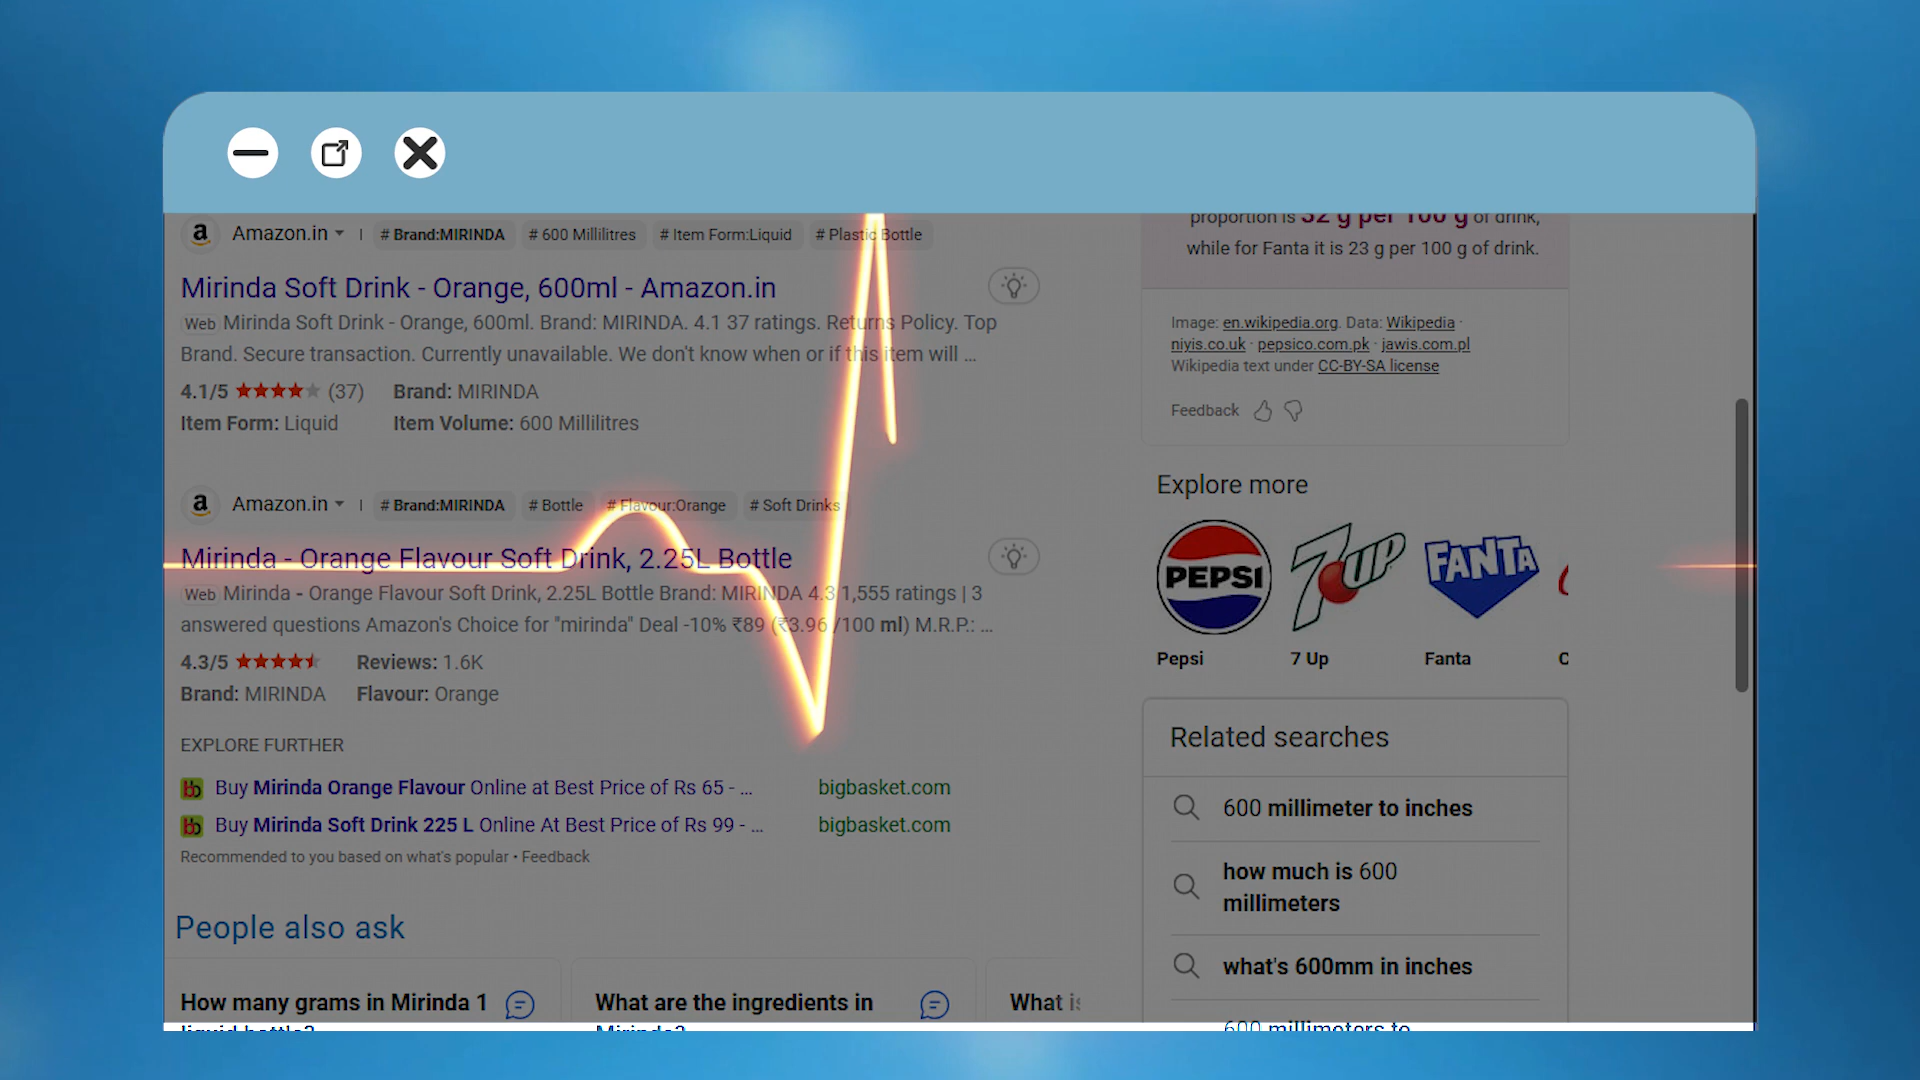 Amazon.in
# Brand:MIRINDA
# 600 Millilitres
# Item Form:Liquid
# Plastic Bottle
Mirinda Soft Drink - Orange, 600ml - Amazon.in
Web Mirinda Soft Drink - Orange, 600ml. Brand: MIRINDA. 4.1 37 ratings. Returns Policy. Top
Brand. Secure transaction. Currently unavailable. We don't know when or if this item will ...
4.1/5 (37) Brand: MIRINDA
Item Form: Liquid Item Volume: 600 Millilitres
Amazon.in
# Brand:MIRINDA
# Bottle
# Flavour:Orange
# Soft Drinks
Mirinda - Orange Flavour Soft Drink, 2.25L Bottle
Web Mirinda - Orange Flavour Soft Drink, 2.25L Bottle Brand: MIRINDA 4.3 1,555 ratings | 3
answered questions Amazon's Choice for "mirinda" Deal -10% ₹89 (₹3.96 /100 ml) M.R.P.: ...
4.3/5 Reviews: 1.6K
Brand: MIRINDA Flavour: Orange
EXPLORE FURTHER
Buy Mirinda Orange Flavour Online at Best Price of Rs 65 - ... bigbasket.com
Buy Mirinda Soft Drink 225 L Online At Best Price of Rs 99 - ... bigbasket.com
Recommended to you based on what's popular • Feedback
People also ask
How many grams in Mirinda 1
liquid bottle?
What are the ingredients in
Mirinda?
What is
proportion is 32 g per 100 g of drink,
while for Fanta it is 23 g per 100 g of drink.
Image: en.wikipedia.org. Data: Wikipedia ·
niyis.co.uk · pepsico.com.pk · jawis.com.pl
Wikipedia text under CC-BY-SA license
Feedback
Explore more
PEPSI
7UP
FANTA
Pepsi
7 Up
Fanta
Related searches
600 millimeter to inches
how much is 600
millimeters
what's 600mm in inches
600 millimeters to